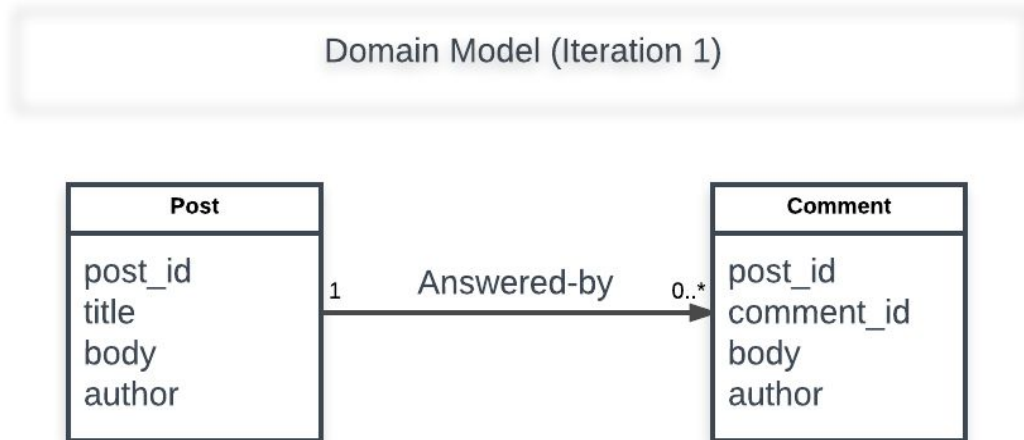 Domain Model (Iteration 1)
Post
post_id
title
body
author
1
Answered-by
0..*
Comment
post_id
comment_id
body
author